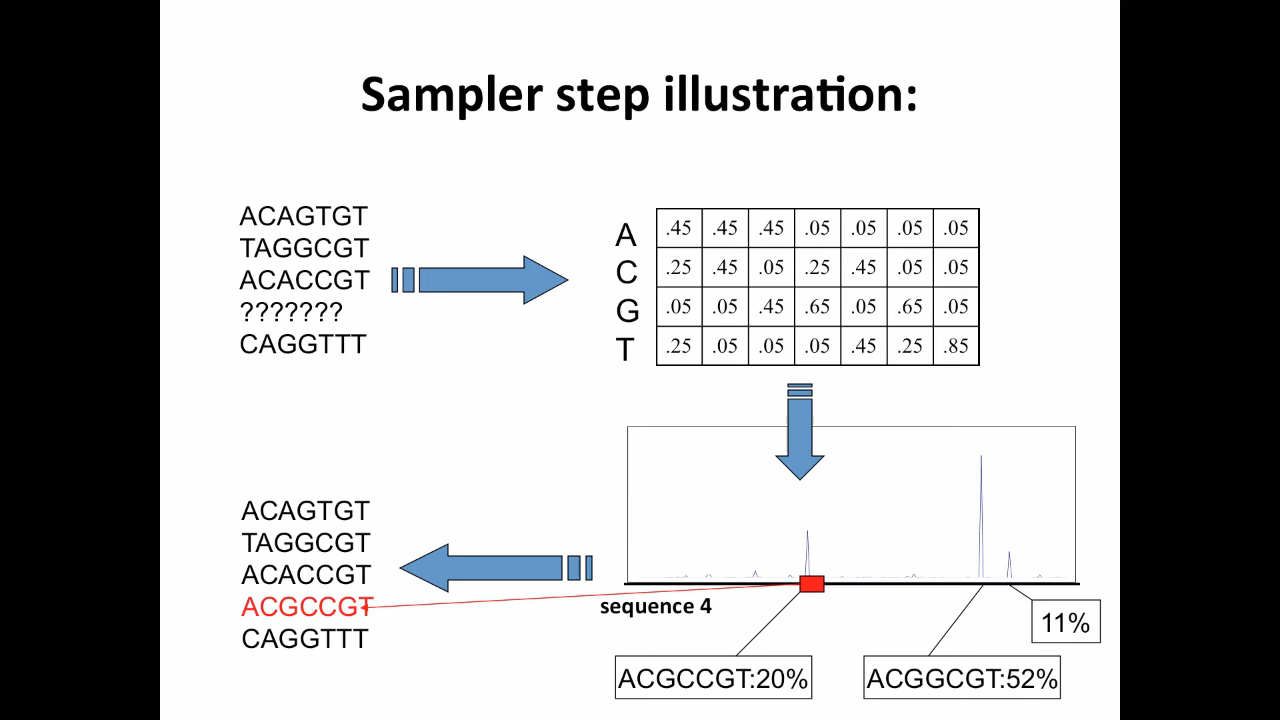 Sampler step illustration:
ACAGTGT
TAGGCGT
ACACCGT
???????
CAGGTTT
A .45 .45 .45 .05 .05 .05 .05
C .25 .45 .05 .25 .45 .05 .05
G .05 .05 .45 .65 .05 .65 .05
T .25 .05 .05 .05 .45 .25 .85
ACAGTGT
TAGGCGT
ACACCGT
ACGCCGT
CAGGTTT
sequence 4
11%
ACGCCGT:20%
ACGGCGT:52%